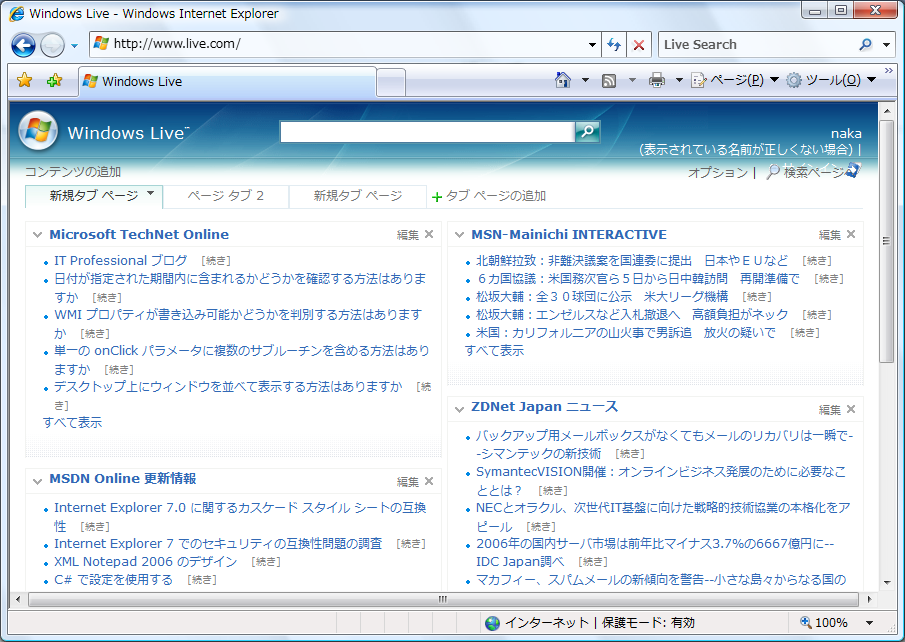 Windows Live - Windows Internet Explorer
http://www.live.com/
Live Search
Windows Live
ページ(P)
ツール(O)
»
Windows Live™
naka
(表示されている名前が正しくない場合) |
コンテンツの追加
オプション |
検索ページ
新規タブ ページ
ページ タブ 2
新規タブ ページ
タブ ページの追加
Microsoft TechNet Online
編集
IT Professional ブログ [続き]
日付が指定された期間内に含まれるかどうかを確認する方法はありま
すか [続き]
WMI プロパティが書き込み可能かどうかを判別する方法はあります
か [続き]
単一の onClick パラメータに複数のサブルーチンを含める方法はあり
ますか [続き]
デスクトップ上にウィンドウを並べて表示する方法はありますか [続
き]
すべて表示
MSDN Online 更新情報
編集
Internet Explorer 7.0 に関するカスケード スタイル シートの互換
性 [続き]
Internet Explorer 7 でのセキュリティの互換性問題の調査 [続き]
XML Notepad 2006 のデザイン [続き]
C# で設定を使用する [続き]
MSN-Mainichi INTERACTIVE
編集
北朝鮮拉致：非難決議案を国連委に提出　日本やＥＵなど [続き]
６カ国協議：米国務次官ら５日から日中韓訪問　再開準備で [続き]
松坂大輔：全３０球団に公示　米大リーグ機構 [続き]
松坂大輔：エンゼルスなど入札撤退へ　高額負担がネック [続き]
米国：カリフォルニアの山火事で男訴追　放火の疑いで [続き]
すべて表示
ZDNet Japan ニュース
編集
バックアップ用メールボックスがなくてもメールのリカバリは一瞬で-
-シマンテックの新技術 [続き]
SymantecVISION開催：オンラインビジネス発展のために必要なこ
ととは？ [続き]
NECとオラクル、次世代IT基盤に向けた戦略的技術協業の本格化をア
ピール [続き]
2006年の国内サーバ市場は前年比マイナス3.7%の6667億円に--
IDC Japan調べ [続き]
マカフィー、スパムメールの新傾向を警告--小さな島々からなる国の
インターネット | 保護モード: 有効
100%